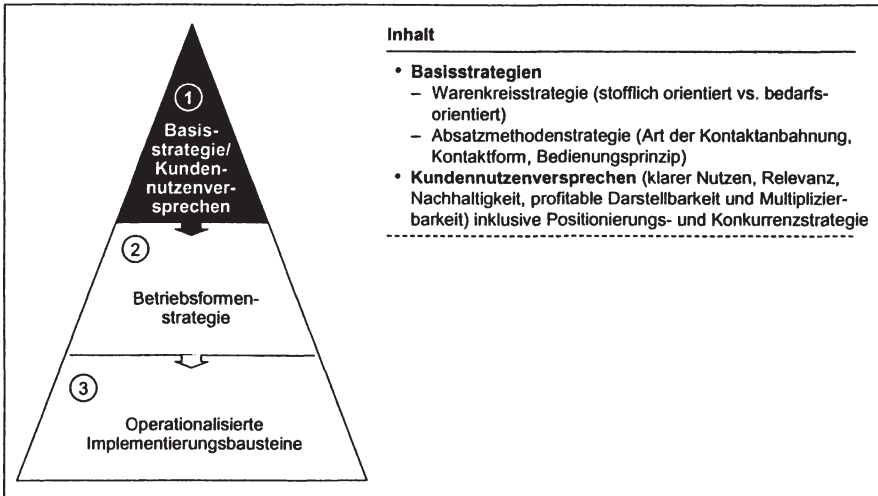 1
Basis-
strategie/
Kunden-
nutzenver-
sprechen
2
Betriebsformen-
strategie
3
Operationalisierte
Implementierungsbausteine
Inhalt
• Basisstrategien
– Warenkreisstrategie (stofflich orientiert vs. bedarfs-
orientiert)
– Absatzmethodenstrategie (Art der Kontaktanbahnung,
Kontaktform, Bedienungsprinzip)
• Kundennutzenversprechen (klarer Nutzen, Relevanz,
Nachhaltigkeit, profitable Darstellbarkeit und Multiplizier-
barkeit) inklusive Positionierungs- und Konkurrenzstrategie